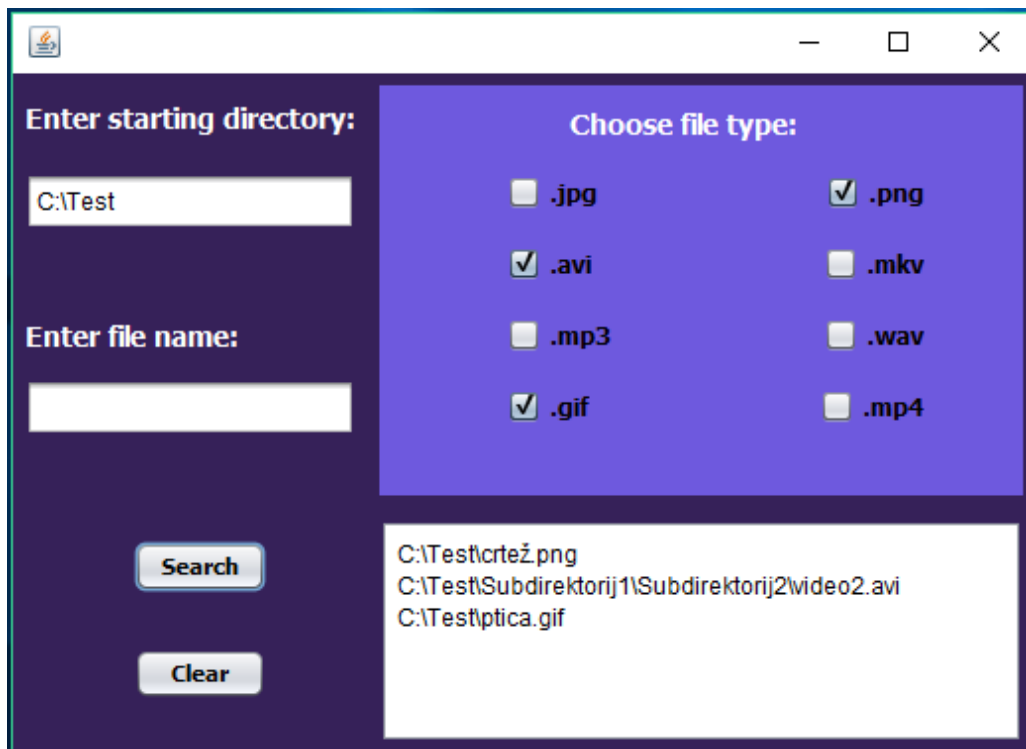 Enter starting directory:
C:\Test
Enter file name:
Search
Clear
Choose file type:
.jpg
.png
.avi
.mkv
.mp3
.wav
.gif
.mp4
C:\Test\crtež.png
C:\Test\Subdirektorij1\Subdirektorij2\video2.avi
C:\Test\ptica.gif